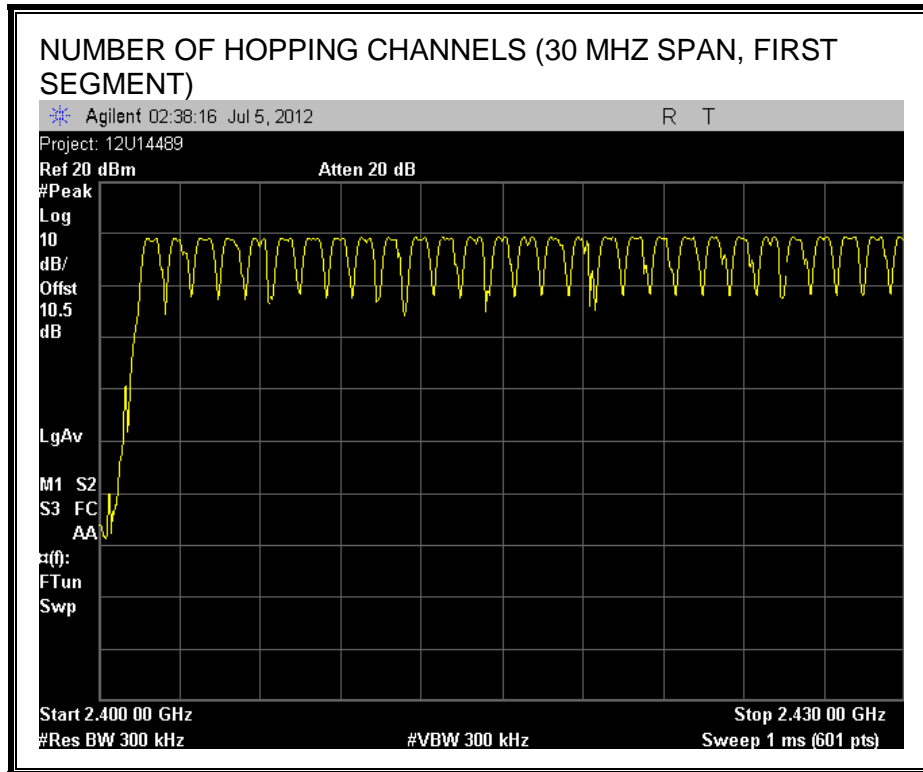 NUMBER OF HOPPING CHANNELS (30 MHZ SPAN, FIRST
SEGMENT)
Agilent 02:38:16 Jul 5, 2012 R T
Project: 12U14489
Ref 20 dBm Atten 20 dB
#Peak
Log
10
dB/
Offst
10.5
dB
LgAv
M1 S2
S3 FC
AA
¤(f):
FTun
Swp
Start 2.400 00 GHz Stop 2.430 00 GHz
#Res BW 300 kHz #VBW 300 kHz Sweep 1 ms (601 pts)